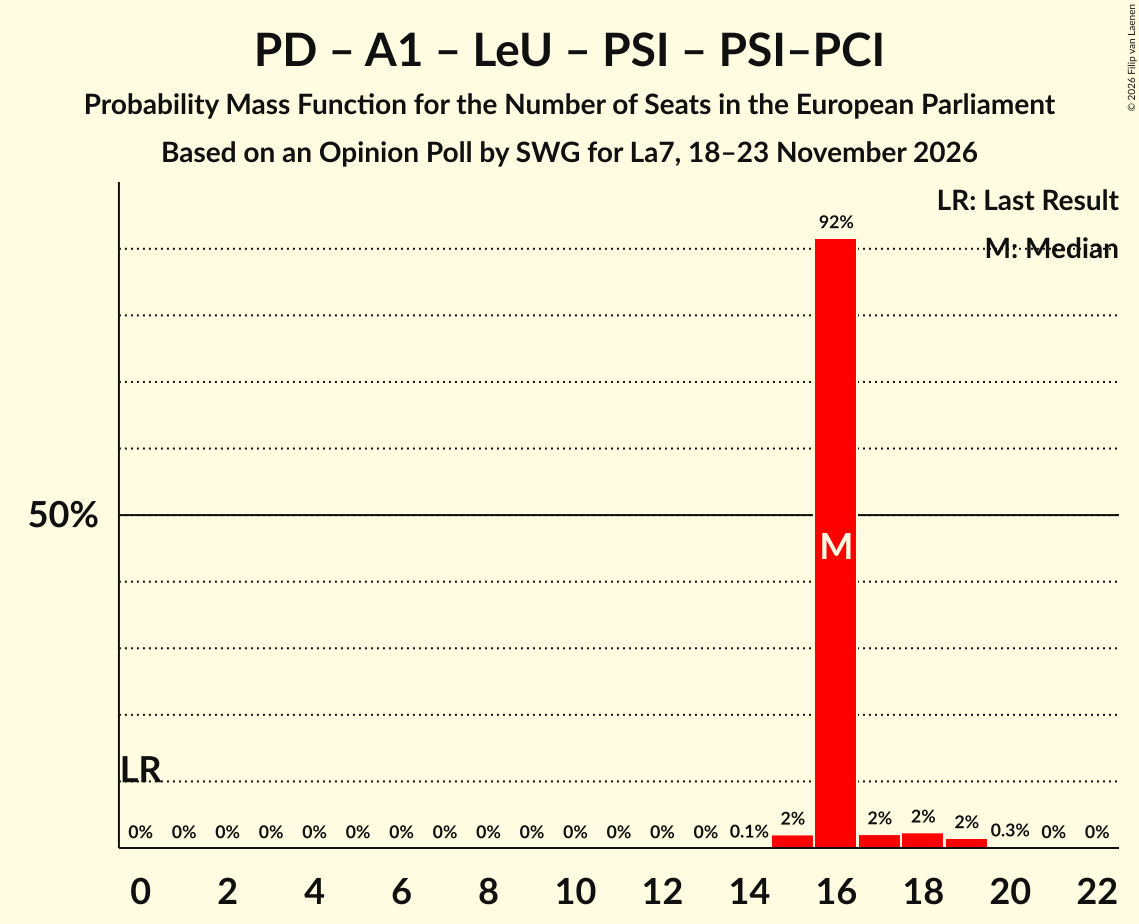 PD – A1 – LeU – PSI – PSI–PCI
Probability Mass Function for the Number of Seats in the European Parliament
Based on an Opinion Poll by SWG for La7, 18–23 November 2026
© 2026 Filip van Laenen
LR: Last Result
M: Median
92%
50%
M
LR
0% 0% 0% 0% 0% 0% 0% 0% 0% 0% 0% 0% 0% 0% 0.1% 2% 2% 2% 2% 0.3% 0% 0%
0 2 4 6 8 10 12 14 16 18 20 22